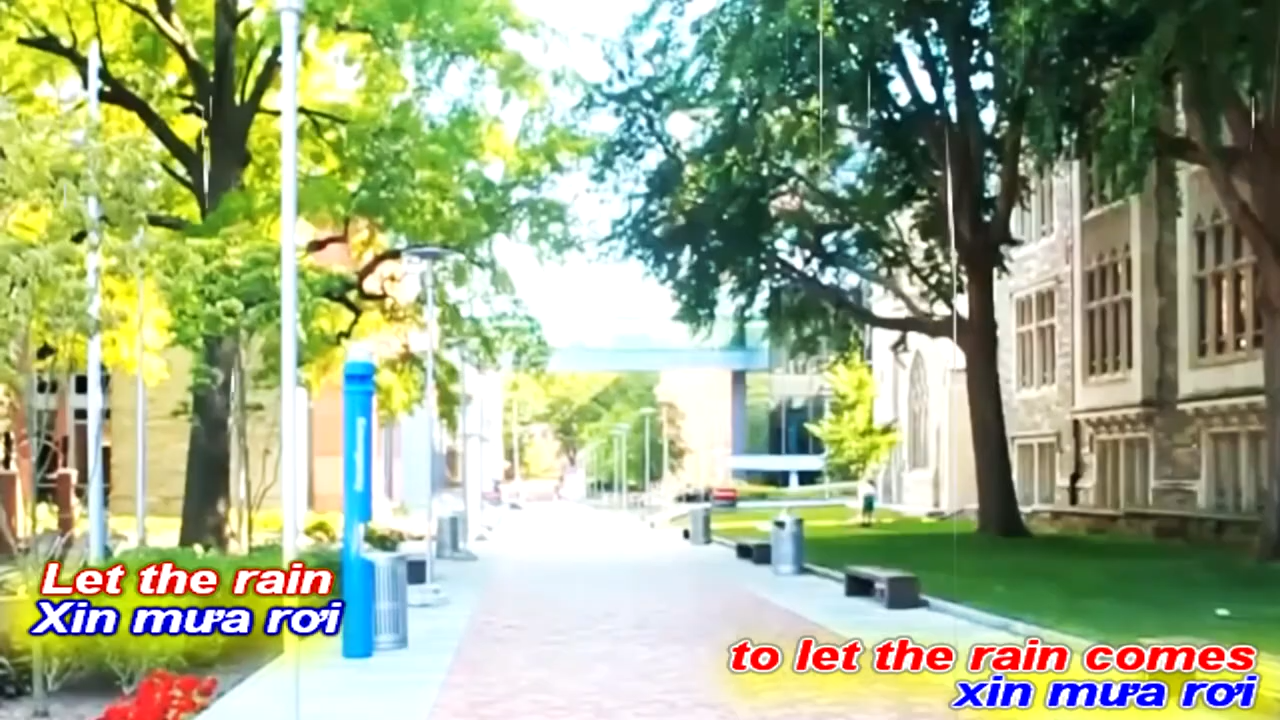 Let the rain
Xin mưa rơi
to let the rain comes
xin mưa rơi